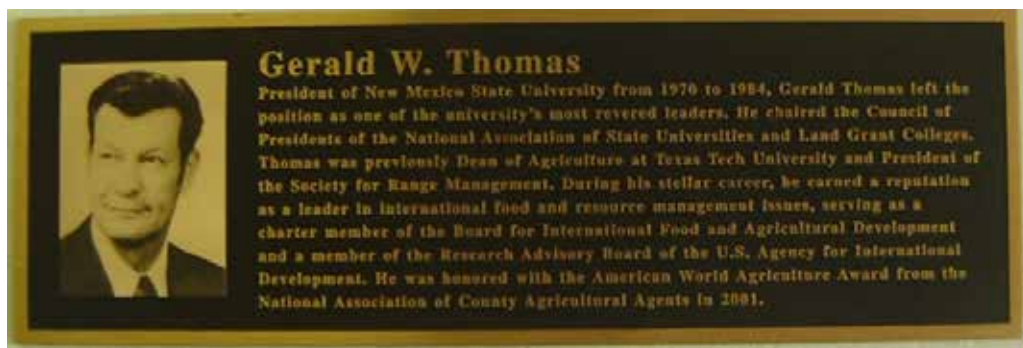 Gerald W. Thomas
President of New Mexico State University from 1970 to 1984, Gerald Thomas left the
position as one of the university's most revered leaders. He chaired the Council of
Presidents of the National Association of State Universities and Land Grant Colleges.
Thomas was previously Dean of Agriculture at Texas Tech University and President of
the Society for Range Management. During his stellar career, he earned a reputation
as a leader in international food and resource management issues, serving as a
charter member of the Board for International Food and Agricultural Development
and a member of the Research Advisory Board of the U.S. Agency for International
Development. He was honored with the American World Agriculture Award from the
National Association of County Agricultural Agents in 2001.